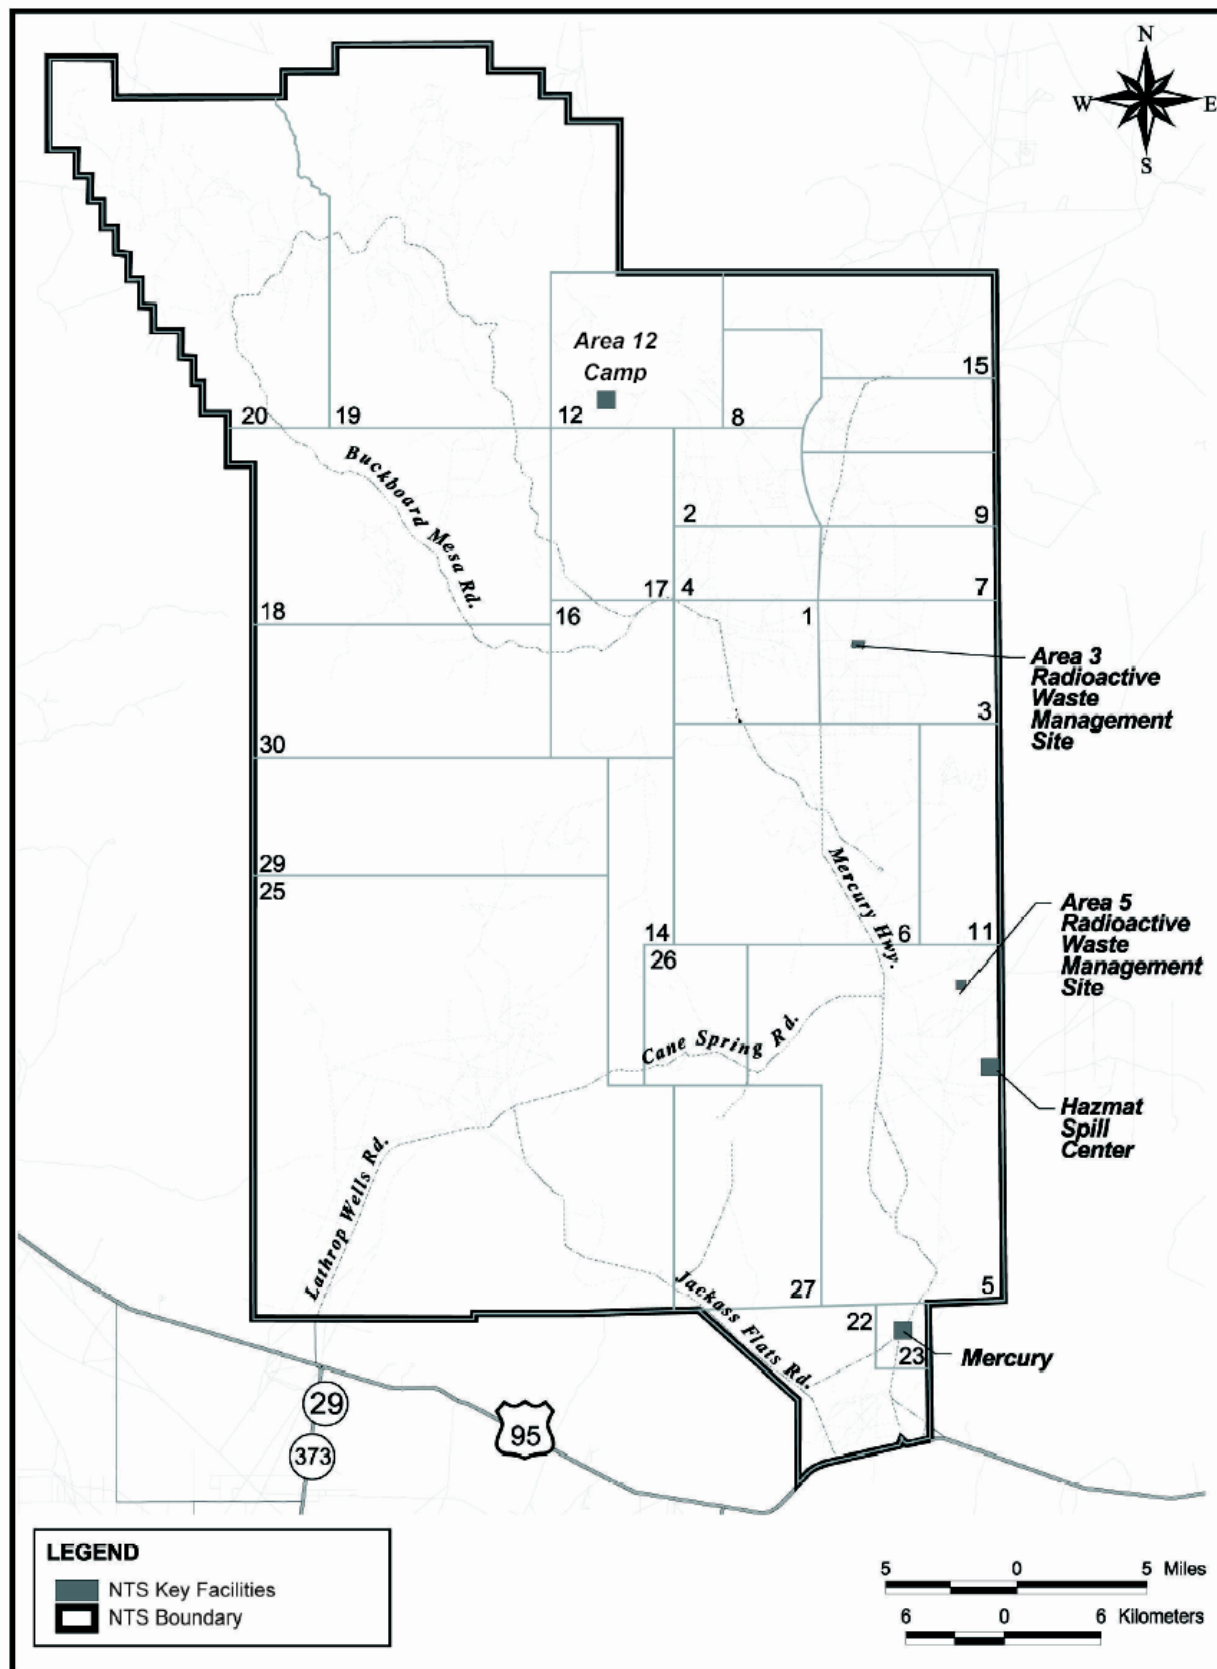 N
W
E
S
Area 12
Camp
15
20
19
12
8
Buckboard Mesa Rd.
2
9
17
4
7
18
16
1
Area 3
Radioactive
Waste
Management
Site
3
30
29
25
Mercury Hwy.
Area 5
Radioactive
Waste
Management
Site
14
6
11
26
Cane Spring Rd.
Hazmat
Spill
Center
Lathrop Wells Rd.
Jackass Flats Rd.
27
5
22
23
Mercury
29
95
373
LEGEND
NTS Key Facilities
NTS Boundary
5 0 5 Miles
6 0 6 Kilometers